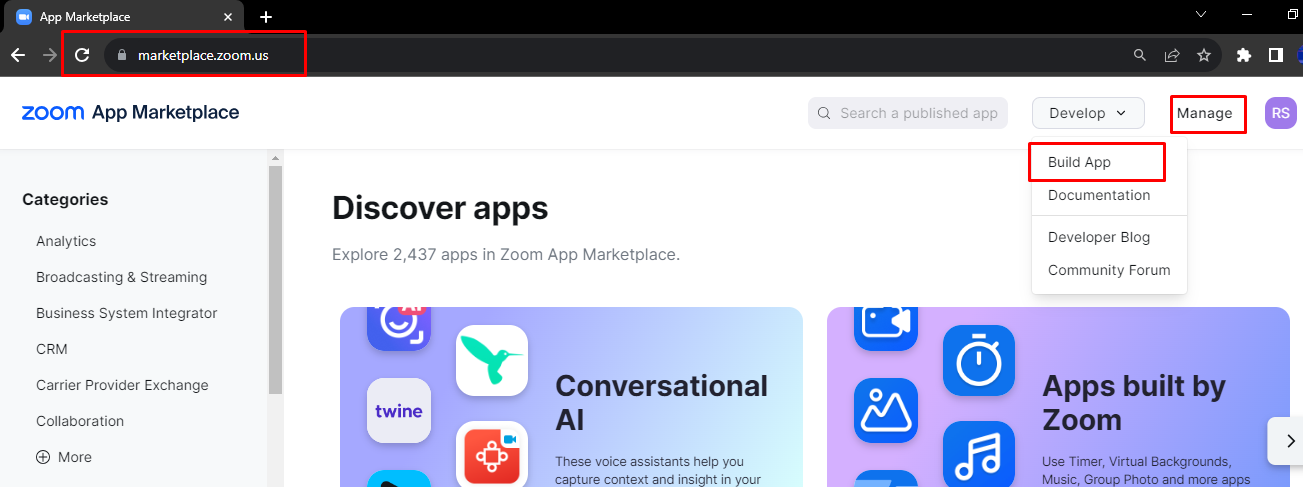 App Marketplace
marketplace.zoom.us
zoom App Marketplace
Search a published app
Develop
Manage
RS
Build App
Documentation
Developer Blog
Community Forum
Categories
Analytics
Broadcasting & Streaming
Business System Integrator
CRM
Carrier Provider Exchange
Collaboration
More
Discover apps
Explore 2,437 apps in Zoom App Marketplace.
AI
twine
Conversational
AI
These voice assistants help you
capture context and insight in your
Apps built by
Zoom
Use Timer, Virtual Backgrounds,
Music, Group Photo and more apps